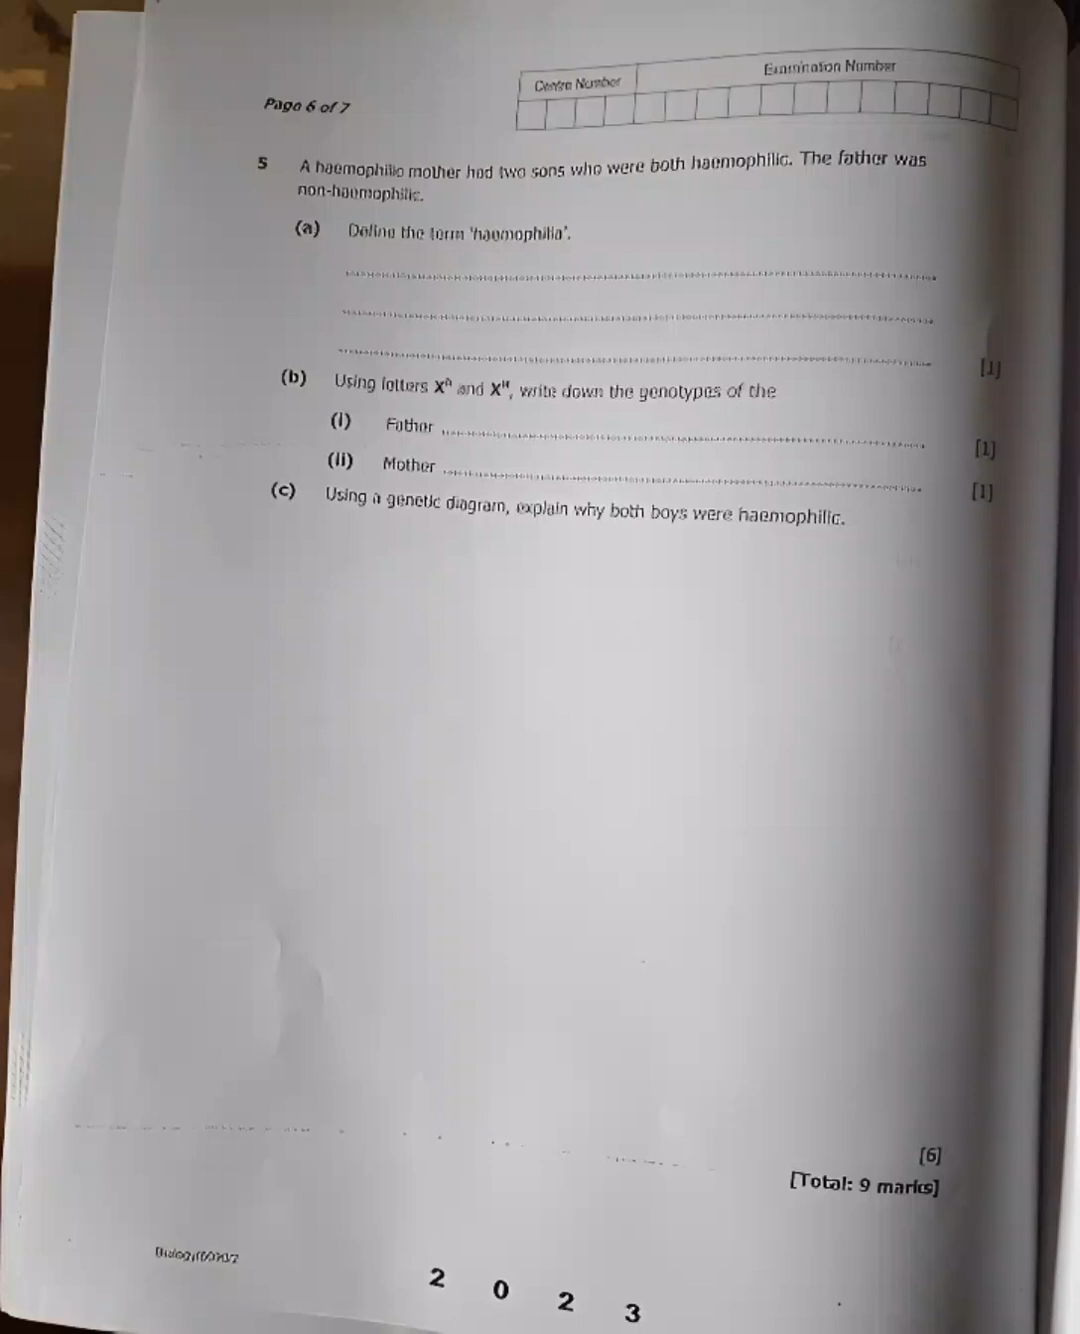 Centre Number
Examination Number
Page 6 of 7
5 A haemophilic mother had two sons who were both haemophilic. The father was
non-haemophilic.
(a) Define the term 'haemophilia'.
[1]
(b) Using letters Xʰ and Xᴴ, write down the genotypes of the
(i) Father [1]
(ii) Mother [1]
(c) Using a genetic diagram, explain why both boys were haemophilic.
[6]
[Total: 9 marks]
2 0 2 3